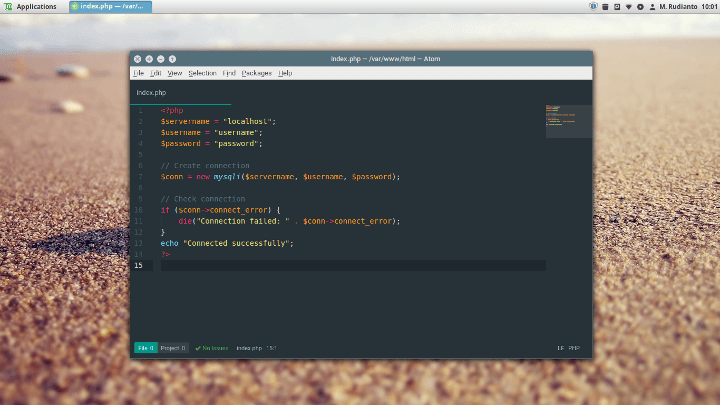 Applications
index.php — /var/...
M. Rudianto 10:01
index.php — /var/www/html — Atom
File Edit View Selection Find Packages Help
index.php
1 <?php
2 $servername = "localhost";
3 $username = "username";
4 $password = "password";
5
6 // Create connection
7 $conn = new mysqli($servername, $username, $password);
8
9 // Check connection
10 if ($conn->connect_error) {
11 die("Connection failed: " . $conn->connect_error);
12 }
13 echo "Connected successfully";
14 ?>
15
File 0 Project 0 No Issues index.php 15:1 LF PHP